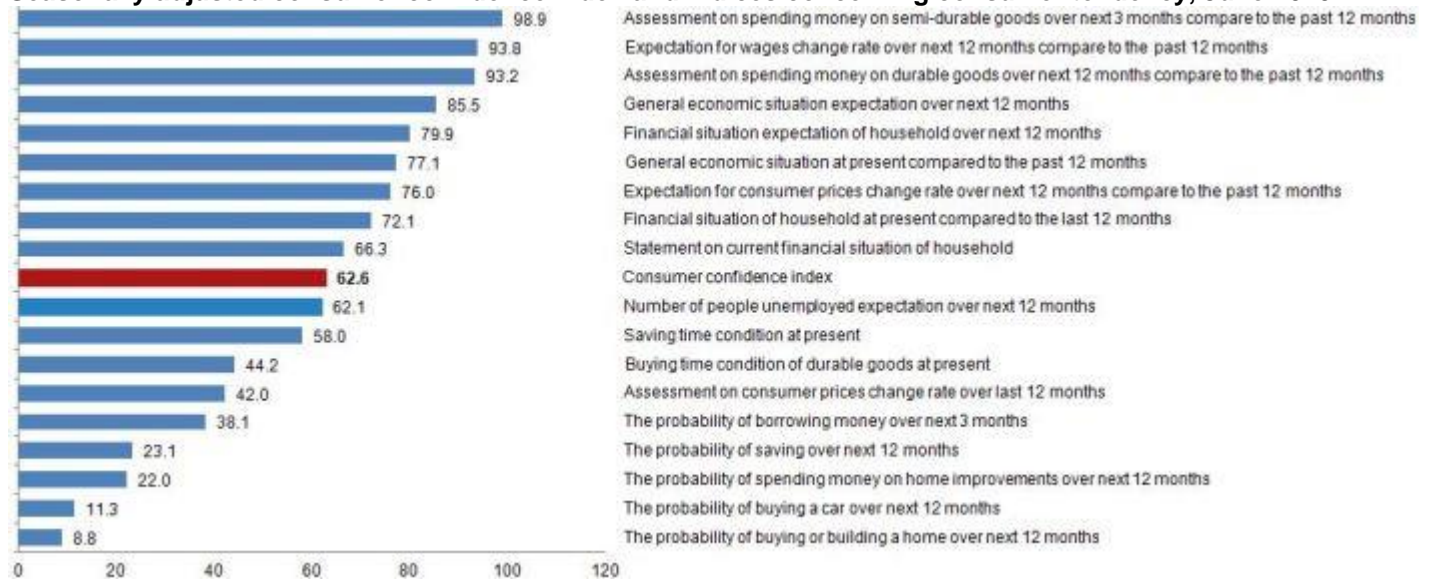 98.9 Assessment on spending money on semi-durable goods over next 3 months compare to the past 12 months
93.8 Expectation for wages change rate over next 12 months compare to the past 12 months
93.2 Assessment on spending money on durable goods over next 12 months compare to the past 12 months
85.5 General economic situation expectation over next 12 months
79.9 Financial situation expectation of household over next 12 months
77.1 General economic situation at present compared to the past 12 months
76.0 Expectation for consumer prices change rate over next 12 months compare to the past 12 months
72.1 Financial situation of household at present compared to the last 12 months
66.3 Statement on current financial situation of household
62.6 Consumer confidence index
62.1 Number of people unemployed expectation over next 12 months
58.0 Saving time condition at present
44.2 Buying time condition of durable goods at present
42.0 Assessment on consumer prices change rate over last 12 months
38.1 The probability of borrowing money over next 3 months
23.1 The probability of saving over next 12 months
22.0 The probability of spending money on home improvements over next 12 months
11.3 The probability of buying a car over next 12 months
8.8 The probability of buying or building a home over next 12 months
0 20 40 60 80 100 120